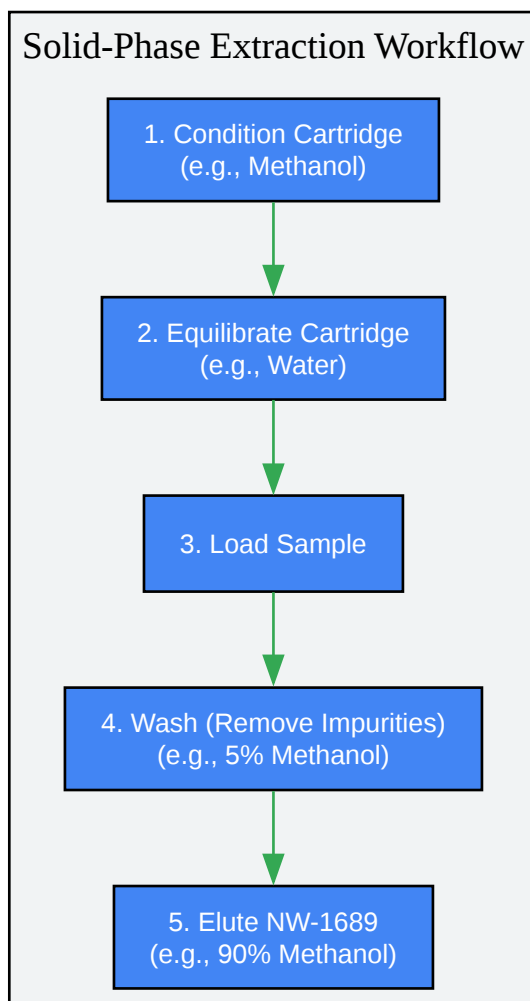 Solid-Phase Extraction Workflow
1. Condition Cartridge
(e.g., Methanol)
2. Equilibrate Cartridge
(e.g., Water)
3. Load Sample
4. Wash (Remove Impurities)
(e.g., 5% Methanol)
5. Elute NW-1689
(e.g., 90% Methanol)